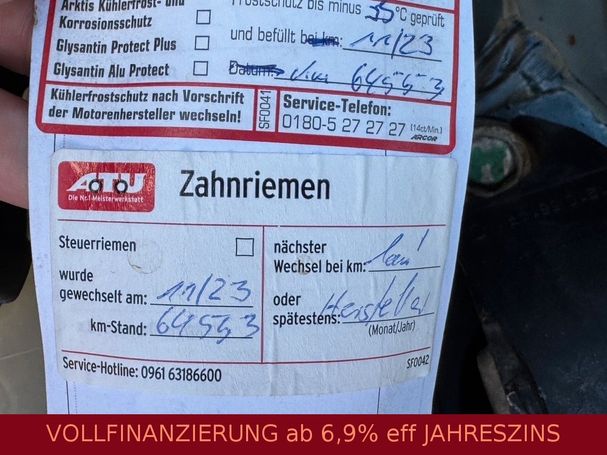 Arktis Kühlerfrost- und
Korrosionsschutz
Glysantin Protect Plus
Glysantin Alu Protect
Kühlerfrostschutz nach Vorschrift
der Motorenhersteller wechseln!
Frostschutz bis minus 35 °C geprüft
und befüllt bei km: 11/23
64553
SF0041
Service-Telefon:
0180-5 27 27 27 (14ct/Min.)
ARCOR
ATU
Die Nr.1 Meisterwerkstatt
Zahnriemen
Steuerriemen
wurde
gewechselt am: 11/23
km-Stand: 64553
nächster
Wechsel bei km: laut
oder Hersteller
spätestens:
(Monat/Jahr)
Service-Hotline: 0961 63186600
SF0042
VOLLFINANZIERUNG ab 6,9% eff JAHRESZINS